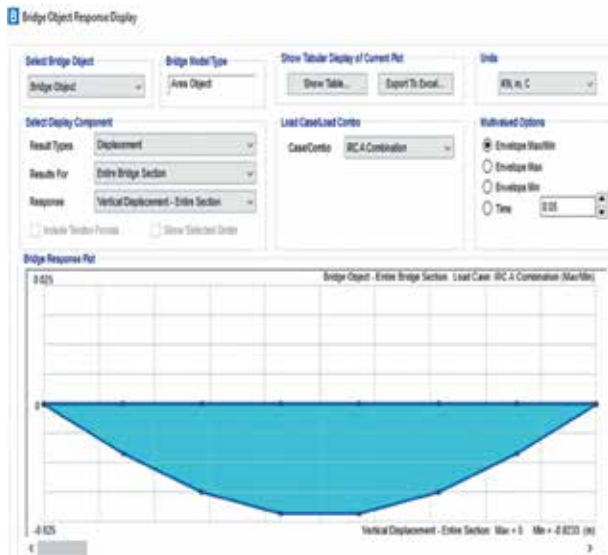 Bridge Object Response Display
Select Bridge Object
Bridge Object
Bridge Model Type
Area Object
Show Tabular Display of Current Plot
Show Table...
Export To Excel...
Units
KN, m, C
Select Display Component
Result Types
Displacement
Results For
Entire Bridge Section
Response
Vertical Displacement - Entire Section
Include Tendon Forces
Show Selected Girder
Load Case/Load Combo
Case/Combo
IRC A Combination
Multivalued Options
Envelope Max/Min
Envelope Max
Envelope Min
Time
0.05
Bridge Response Plot
0.025
Bridge Object - Entire Bridge Section Load Case: IRC A Combination (Max/Min)
0
-0.025
Vertical Displacement - Entire Section: Max = 0 Min = -0.0233 (m)